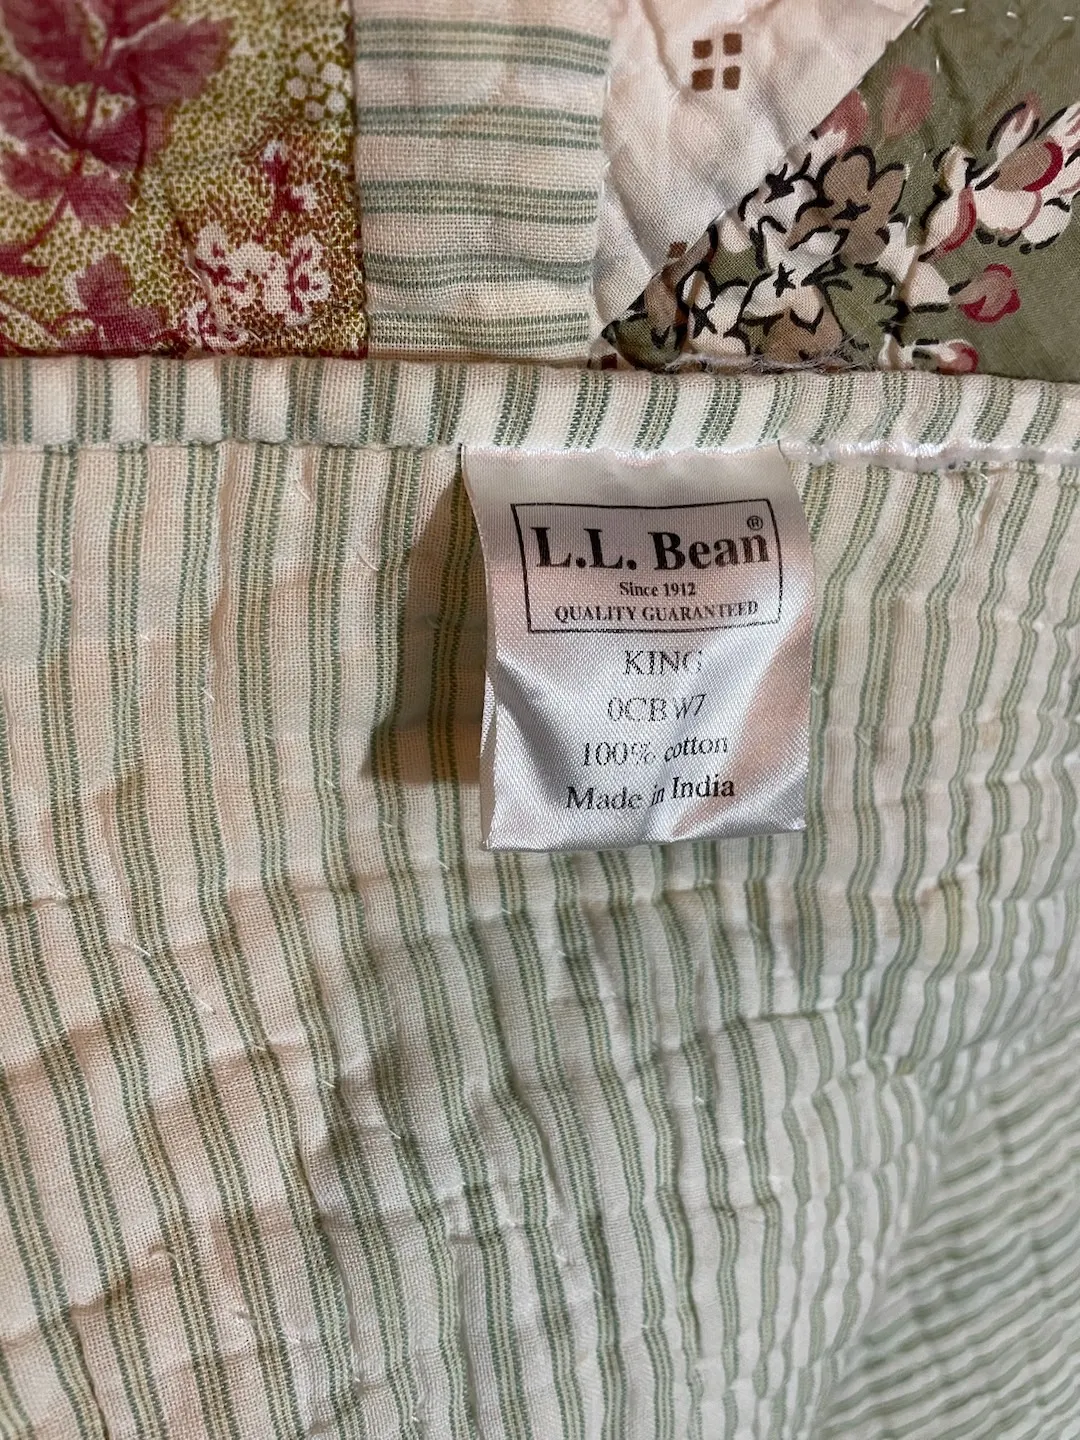 L.L. Bean®
Since 1912
QUALITY GUARANTEED
KING
0CBW7
100% cotton
Made in India